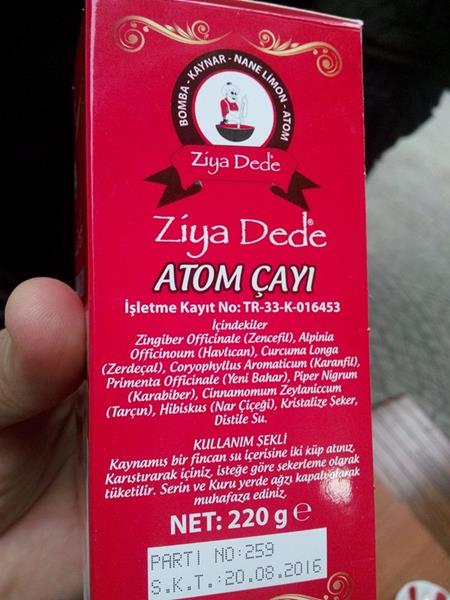 BOMBA - KAYNAR - NANE LİMON - ATOM
Ziya Dede
Ziya Dede®
ATOM ÇAYI
İşletme Kayıt No: TR-33-K-016453
İçindekiler
Zingiber Officinale (Zencefil), Alpinia
Officinoum (Havlıcan), Curcuma Longa
(Zerdeçal), Coryophyllus Aromaticum (Karanfil),
Primenta Officinalle (Yeni Bahar), Piper Nigrum
(Karabiber), Cinnamomum Zeylaniccum
(Tarçın), Hibiskus (Nar Çiçeği), Kristalize Şeker,
Distile Su.
KULLANIM SEKLİ
Kaynamış bir fincan su içerisine iki küp atınız.
Karıstırarak içiniz, isteğe göre şekerleme olarak
tüketilir. Serin ve Kuru yerde ağzı kapalı olarak
muhafaza ediniz.
NET: 220 g ℮
PARTI NO:259
S.K.T.:20.08.2016